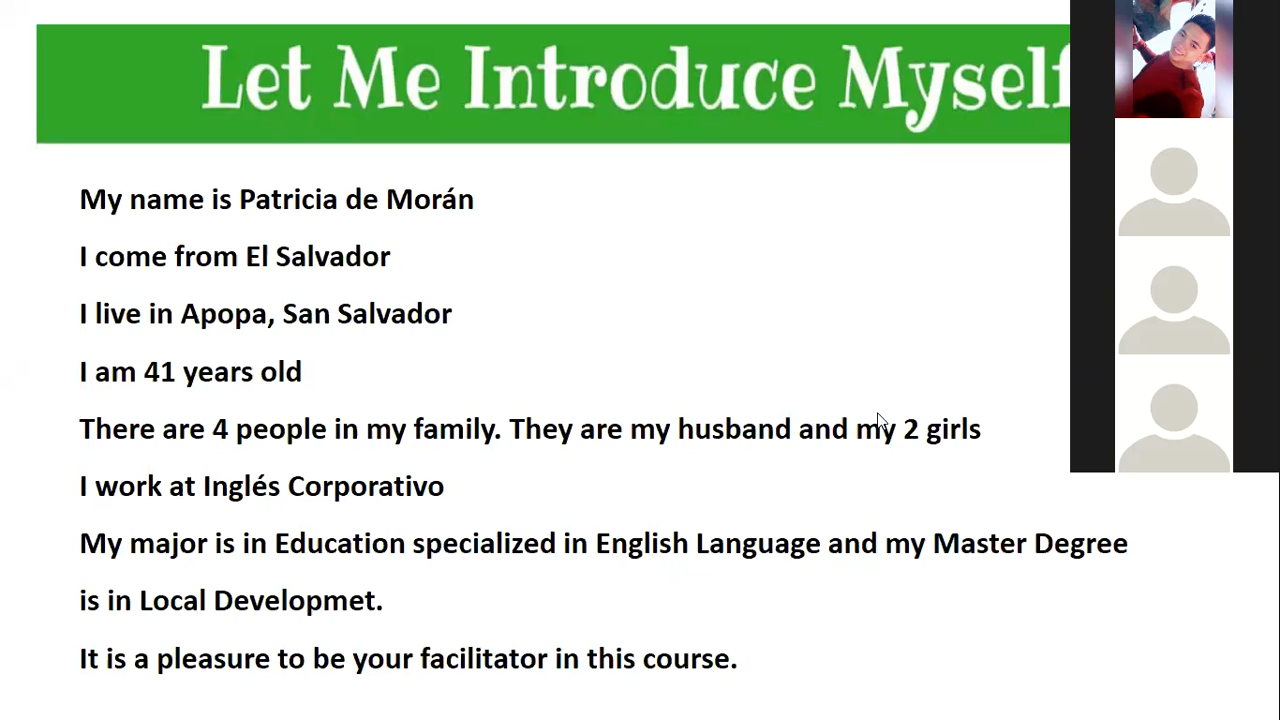 Let Me Introduce Myself
My name is Patricia de Morán
I come from El Salvador
I live in Apopa, San Salvador
I am 41 years old
There are 4 people in my family. They are my husband and my 2 girls
I work at Inglés Corporativo
My major is in Education specialized in English Language and my Master Degree
is in Local Developmet.
It is a pleasure to be your facilitator in this course.